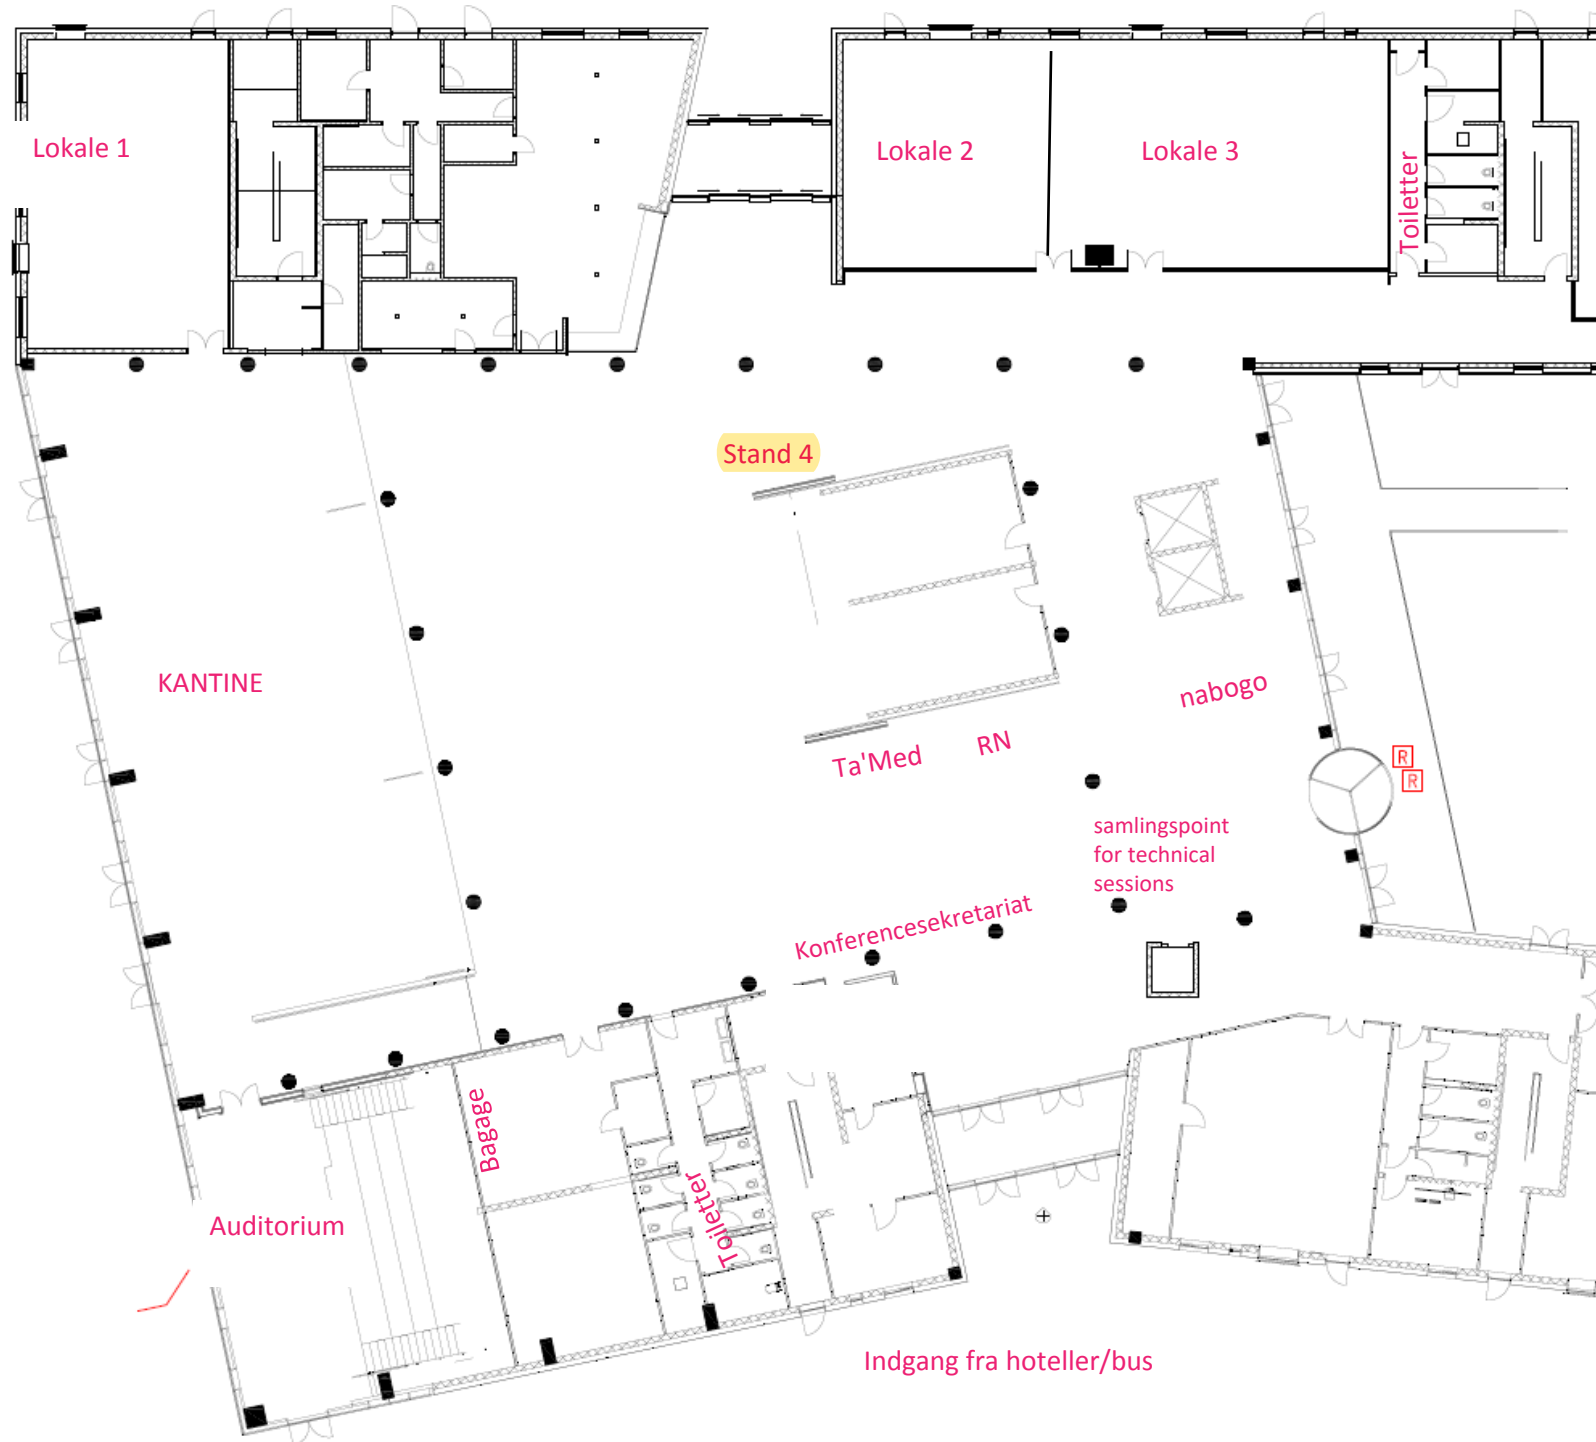 Lokale 1
Lokale 2
Lokale 3
Toiletter
Stand 4
KANTINE
nabogo
Ta'Med
RN
R
R
samlingspoint
for technical
sessions
Konferencesekretariat
Bagage
Toiletter
Auditorium
Indgang fra hoteller/bus